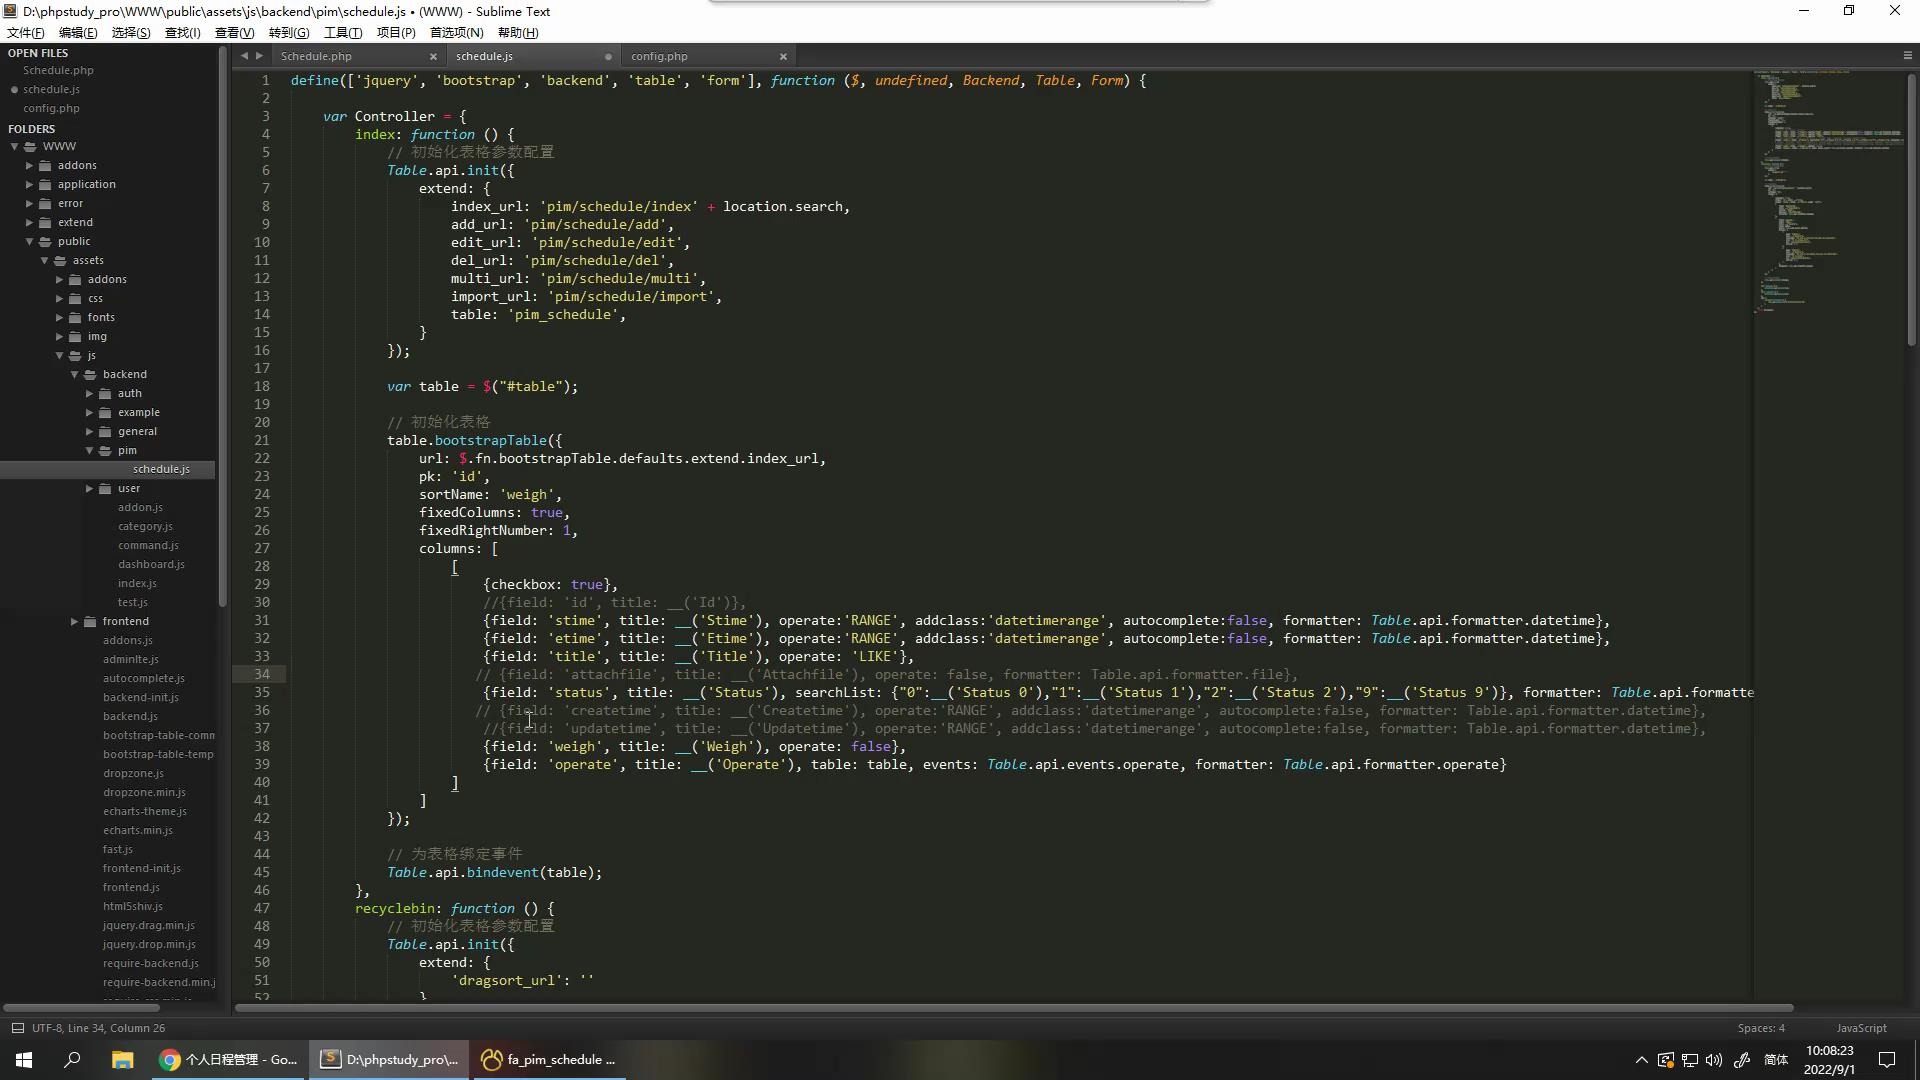 D:\phpstudy_pro\WWW\public\assets\js\backend\pim\schedule.js • (WWW) - Sublime Text
文件(F) 编辑(E) 选择(S) 查找(I) 查看(V) 转到(G) 工具(T) 项目(P) 首选项(N) 帮助(H)
OPEN FILES
Schedule.php
schedule.js
config.php
FOLDERS
WWW
addons
application
error
extend
public
assets
addons
css
fonts
img
js
backend
auth
example
general
pim
schedule.js
user
addon.js
category.js
command.js
dashboard.js
index.js
test.js
frontend
addons.js
adminlte.js
autocomplete.js
backend-init.js
backend.js
bootstrap-table-comm
bootstrap-table-temp
dropzone.js
dropzone.min.js
echarts-theme.js
echarts.min.js
fast.js
frontend-init.js
frontend.js
html5shiv.js
jquery.drag.min.js
jquery.drop.min.js
require-backend.js
require-backend.min.j
Schedule.php × schedule.js config.php ×
1 define(['jquery', 'bootstrap', 'backend', 'table', 'form'], function ($, undefined, Backend, Table, Form) {
2
3 var Controller = {
4 index: function () {
5 // 初始化表格参数配置
6 Table.api.init({
7 extend: {
8 index_url: 'pim/schedule/index' + location.search,
9 add_url: 'pim/schedule/add',
10 edit_url: 'pim/schedule/edit',
11 del_url: 'pim/schedule/del',
12 multi_url: 'pim/schedule/multi',
13 import_url: 'pim/schedule/import',
14 table: 'pim_schedule',
15 }
16 });
17
18 var table = $("#table");
19
20 // 初始化表格
21 table.bootstrapTable({
22 url: $.fn.bootstrapTable.defaults.extend.index_url,
23 pk: 'id',
24 sortName: 'weigh',
25 fixedColumns: true,
26 fixedRightNumber: 1,
27 columns: [
28 [
29 {checkbox: true},
30 //{field: 'id', title: __('Id')},
31 {field: 'stime', title: __('Stime'), operate:'RANGE', addclass:'datetimerange', autocomplete:false, formatter: Table.api.formatter.datetime},
32 {field: 'etime', title: __('Etime'), operate:'RANGE', addclass:'datetimerange', autocomplete:false, formatter: Table.api.formatter.datetime},
33 {field: 'title', title: __('Title'), operate: 'LIKE'},
34 // {field: 'attachfile', title: __('Attachfile'), operate: false, formatter: Table.api.formatter.file},
35 {field: 'status', title: __('Status'), searchList: {"0":__('Status 0'),"1":__('Status 1'),"2":__('Status 2'),"9":__('Status 9')}, formatter: Table.api.formatte
36 // {field: 'createtime', title: __('Createtime'), operate:'RANGE', addclass:'datetimerange', autocomplete:false, formatter: Table.api.formatter.datetime},
37 //{field: 'updatetime', title: __('Updatetime'), operate:'RANGE', addclass:'datetimerange', autocomplete:false, formatter: Table.api.formatter.datetime},
38 {field: 'weigh', title: __('Weigh'), operate: false},
39 {field: 'operate', title: __('Operate'), table: table, events: Table.api.events.operate, formatter: Table.api.formatter.operate}
40 ]
41 ]
42 });
43
44 // 为表格绑定事件
45 Table.api.bindevent(table);
46 },
47 recyclebin: function () {
48 // 初始化表格参数配置
49 Table.api.init({
50 extend: {
51 'dragsort_url': ''
52 }
UTF-8, Line 34, Column 26 Spaces: 4 JavaScript
个人日程管理 - Go... D:\phpstudy_pro\... fa_pim_schedule ... 简体 10:08:23
2022/9/1